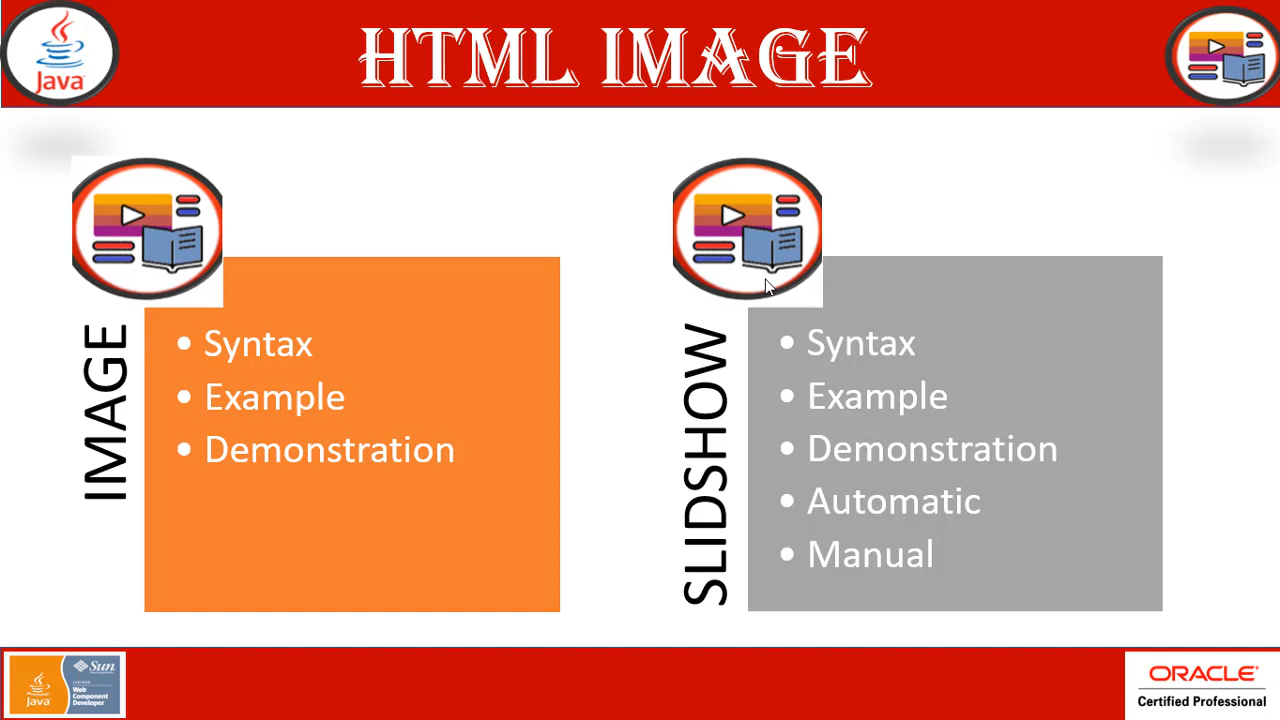 HTML IMAGE
Java
IMAGE
• Syntax
• Example
• Demonstration
SLIDSHOW
• Syntax
• Example
• Demonstration
• Automatic
• Manual
Java
Sun
Web
Component
Developer
ORACLE
Certified Professional